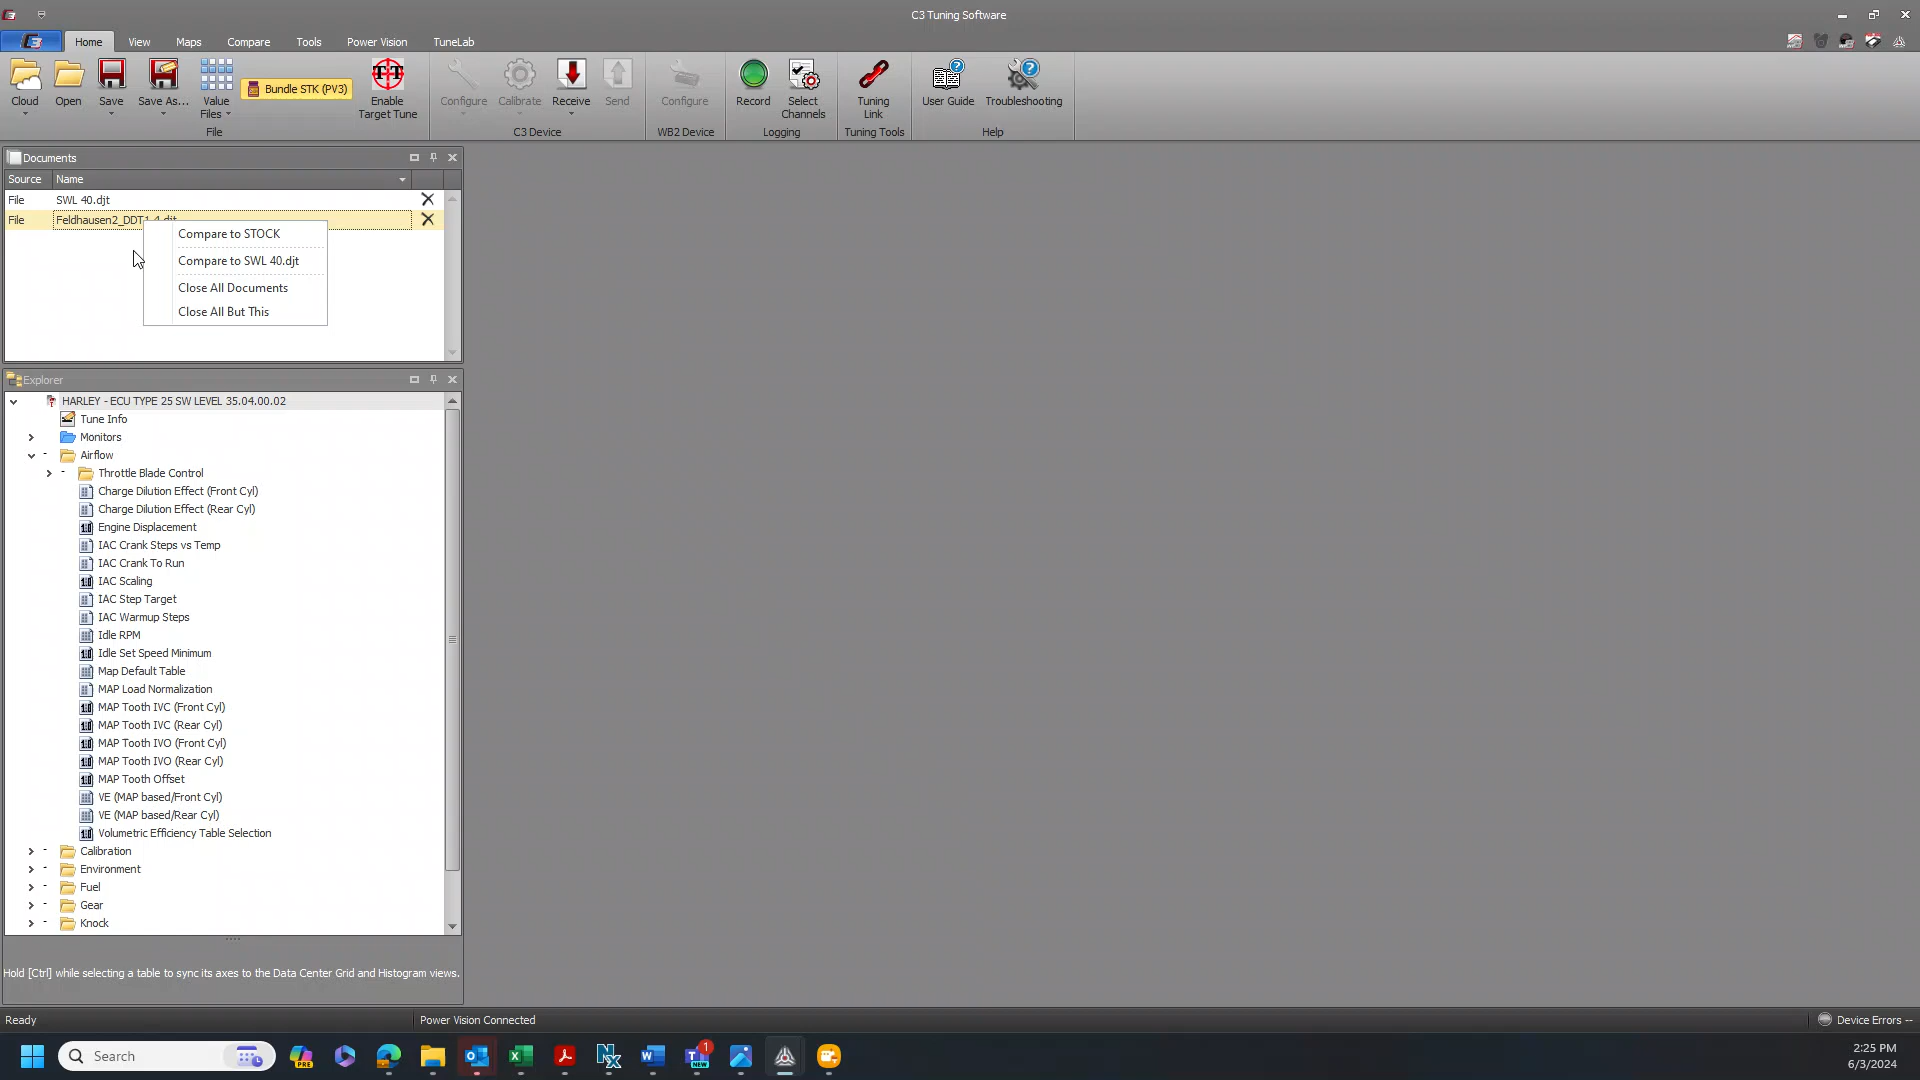 C3 Tuning Software
C3
Home
View
Maps
Compare
Tools
Power Vision
TuneLab
Cloud
Open
Save
Save As...
Value
Files
Bundle STK (PV3)
Enable
Target Tune
Configure
Calibrate
Receive
Send
Configure
Record
Select
Channels
Tuning
Link
User Guide
Troubleshooting
File
C3 Device
WB2 Device
Logging
Tuning Tools
Help
Documents
Source
Name
File
SWL 40.djt
File
Feldhausen2_DDT1.4.djt
Compare to STOCK
Compare to SWL 40.djt
Close All Documents
Close All But This
Explorer
HARLEY - ECU TYPE 25 SW LEVEL 35.04.00.02
Tune Info
Monitors
Airflow
Throttle Blade Control
Charge Dilution Effect (Front Cyl)
Charge Dilution Effect (Rear Cyl)
Engine Displacement
IAC Crank Steps vs Temp
IAC Crank To Run
IAC Scaling
IAC Step Target
IAC Warmup Steps
Idle RPM
Idle Set Speed Minimum
Map Default Table
MAP Load Normalization
MAP Tooth IVC (Front Cyl)
MAP Tooth IVC (Rear Cyl)
MAP Tooth IVO (Front Cyl)
MAP Tooth IVO (Rear Cyl)
MAP Tooth Offset
VE (MAP based/Front Cyl)
VE (MAP based/Rear Cyl)
Volumetric Efficiency Table Selection
Calibration
Environment
Fuel
Gear
Knock
Hold [Ctrl] while selecting a table to sync its axes to the Data Center Grid and Histogram views.
Ready
Power Vision Connected
Device Errors --
Search
PRE
1
NEW
2:25 PM
6/3/2024